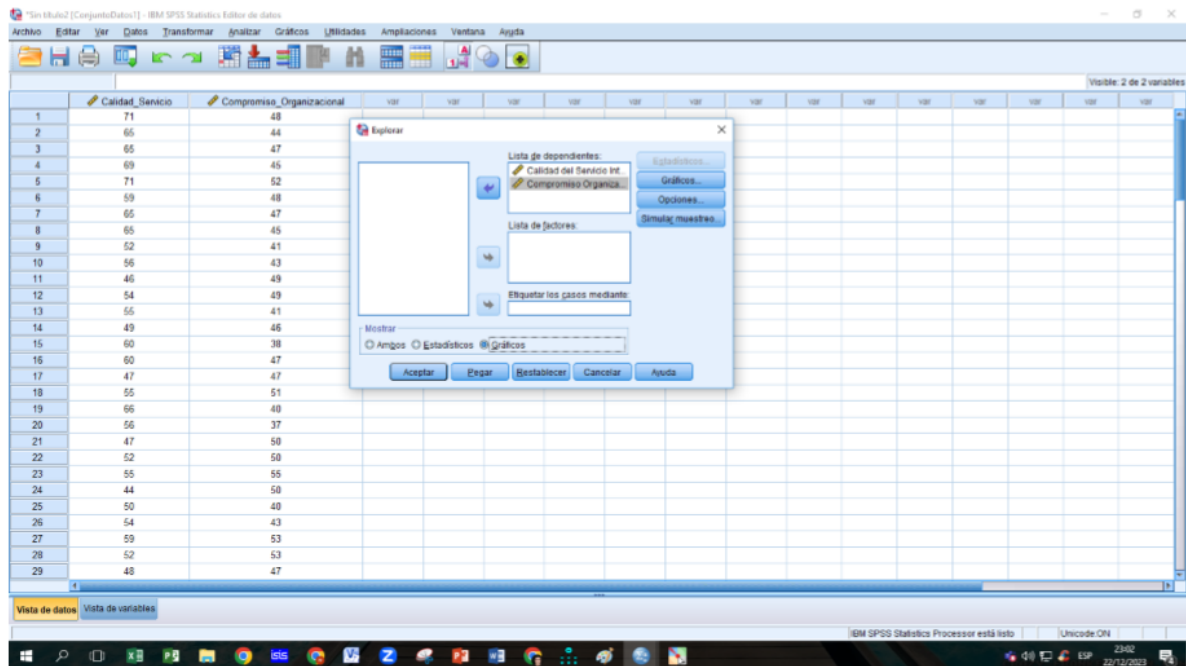 *Sin título2 [ConjuntoDatos1] - IBM SPSS Statistics Editor de datos
Archivo Editar Ver Datos Transformar Analizar Gráficos Utilidades Ampliaciones Ventana Ayuda
Visible: 2 de 2 variables
Calidad_Servicio Compromiso_Organizacional var var var var var var var var var var var var var
1 71 48
2 65 44
3 65 47
4 69 45
5 71 52
6 59 48
7 65 47
8 65 45
9 52 41
10 56 43
11 46 49
12 54 49
13 55 41
14 49 46
15 60 38
16 60 47
17 47 47
18 55 51
19 66 40
20 56 37
21 47 50
22 52 50
23 55 55
24 44 50
25 50 40
26 54 43
27 59 53
28 52 53
29 48 47
Explorar
Lista de dependientes:
Calidad del Servicio Int...
Compromiso Organiza...
Estadísticos...
Gráficos...
Opciones...
Simular muestreo...
Lista de factores:
Etiquetar los casos mediante:
Mostrar
Ambos Estadísticos Gráficos
Aceptar Pegar Restablecer Cancelar Ayuda
Vista de datos Vista de variables
IBM SPSS Statistics Processor está listo Unicode:ON
isis
ESP
23:02
22/12/2023